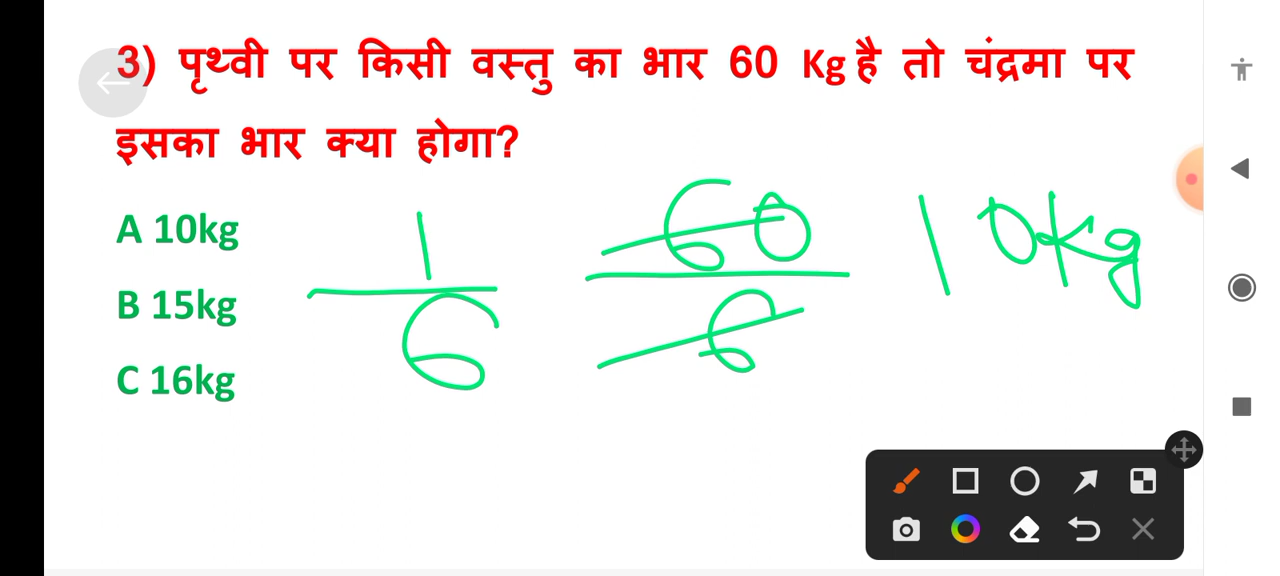 3) पृथ्वी पर किसी वस्तु का भार 60 Kg है तो चंद्रमा पर
इसका भार क्या होगा?
A 10kg
B 15kg
C 16kg
1
6
60
6
10kg